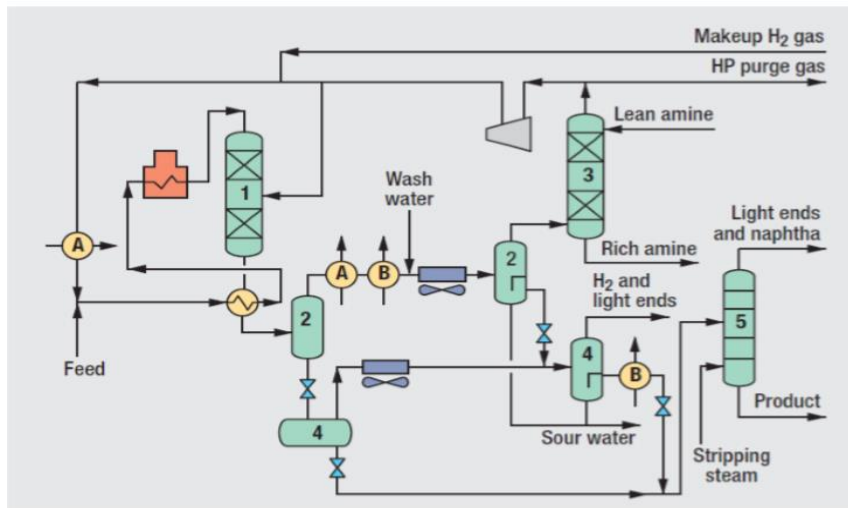 Makeup H₂ gas
HP purge gas
Lean amine
3
1
Wash
water
Light ends
and naphtha
A
Rich amine
2
H₂ and
light ends
A
B
2
5
Feed
4
B
Product
4
Sour water
Stripping
steam